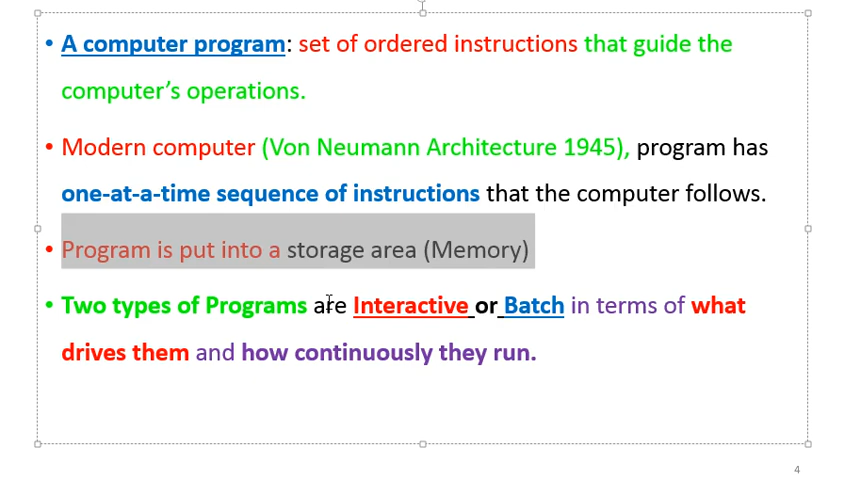 • A computer program: set of ordered instructions that guide the
computer’s operations.
• Modern computer (Von Neumann Architecture 1945), program has
one-at-a-time sequence of instructions that the computer follows.
• Program is put into a storage area (Memory)
• Two types of Programs are Interactive or Batch in terms of what
drives them and how continuously they run.
4